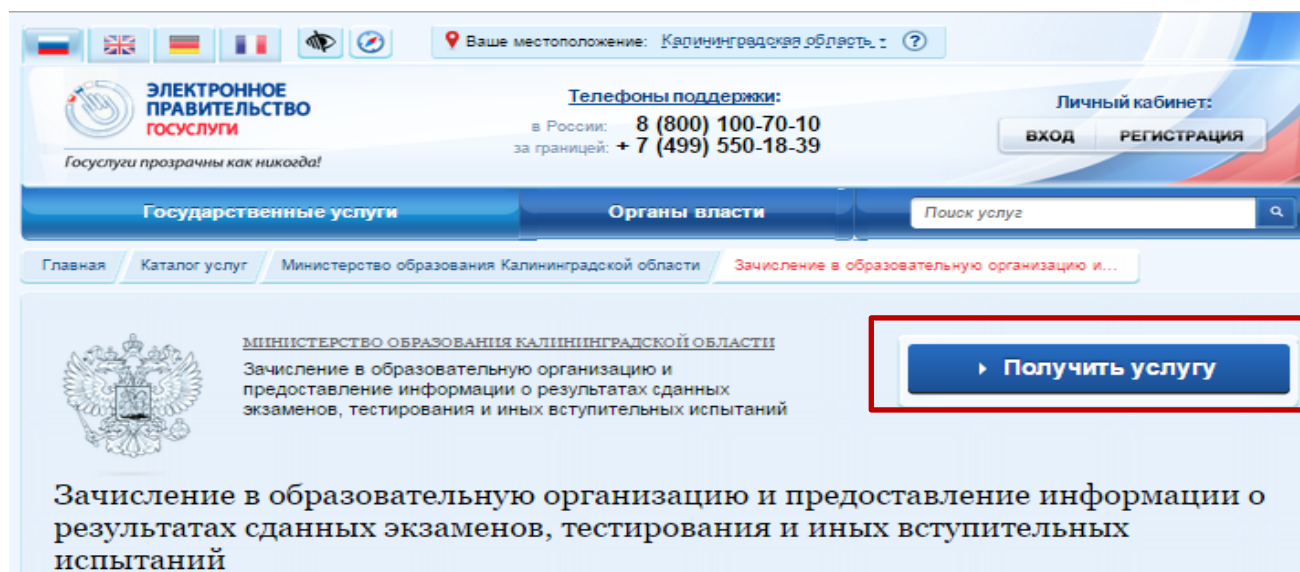 Ваше местоположение: Калининградская область
?
ЭЛЕКТРОННОЕ
ПРАВИТЕЛЬСТВО
ГОСУСЛУГИ
Госуслуги прозрачны как никогда!
Телефоны поддержки:
в России: 8 (800) 100-70-10
за границей: + 7 (499) 550-18-39
Личный кабинет:
ВХОД РЕГИСТРАЦИЯ
Государственные услуги Органы власти Поиск услуг
Главная Каталог услуг Министерство образования Калининградской области Зачисление в образовательную организацию и...
МИНИСТЕРСТВО ОБРАЗОВАНИЯ КАЛИНИНГРАДСКОЙ ОБЛАСТИ
Зачисление в образовательную организацию и
предоставление информации о результатах сданных
экзаменов, тестирования и иных вступительных испытаний
Получить услугу
Зачисление в образовательную организацию и предоставление информации о
результатах сданных экзаменов, тестирования и иных вступительных
испытаний